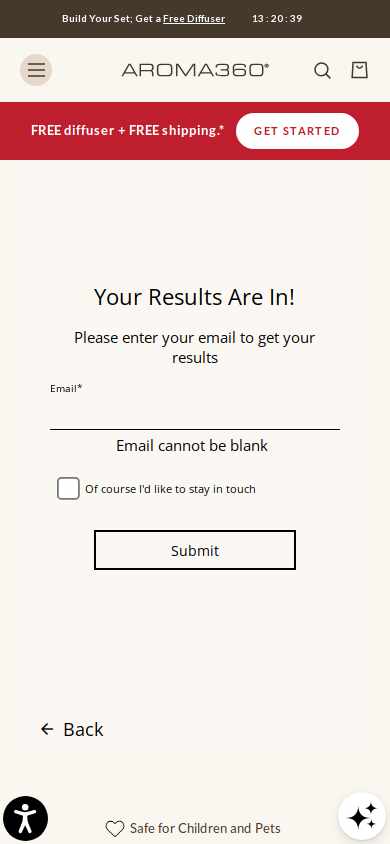 Build Your Set; Get a Free Diffuser 13 : 20 : 39
AROMA360®
FREE diffuser + FREE shipping.* GET STARTED
Your Results Are In!
Please enter your email to get your
results
Email*
Email cannot be blank
Of course I'd like to stay in touch
Submit
Back
Safe for Children and Pets